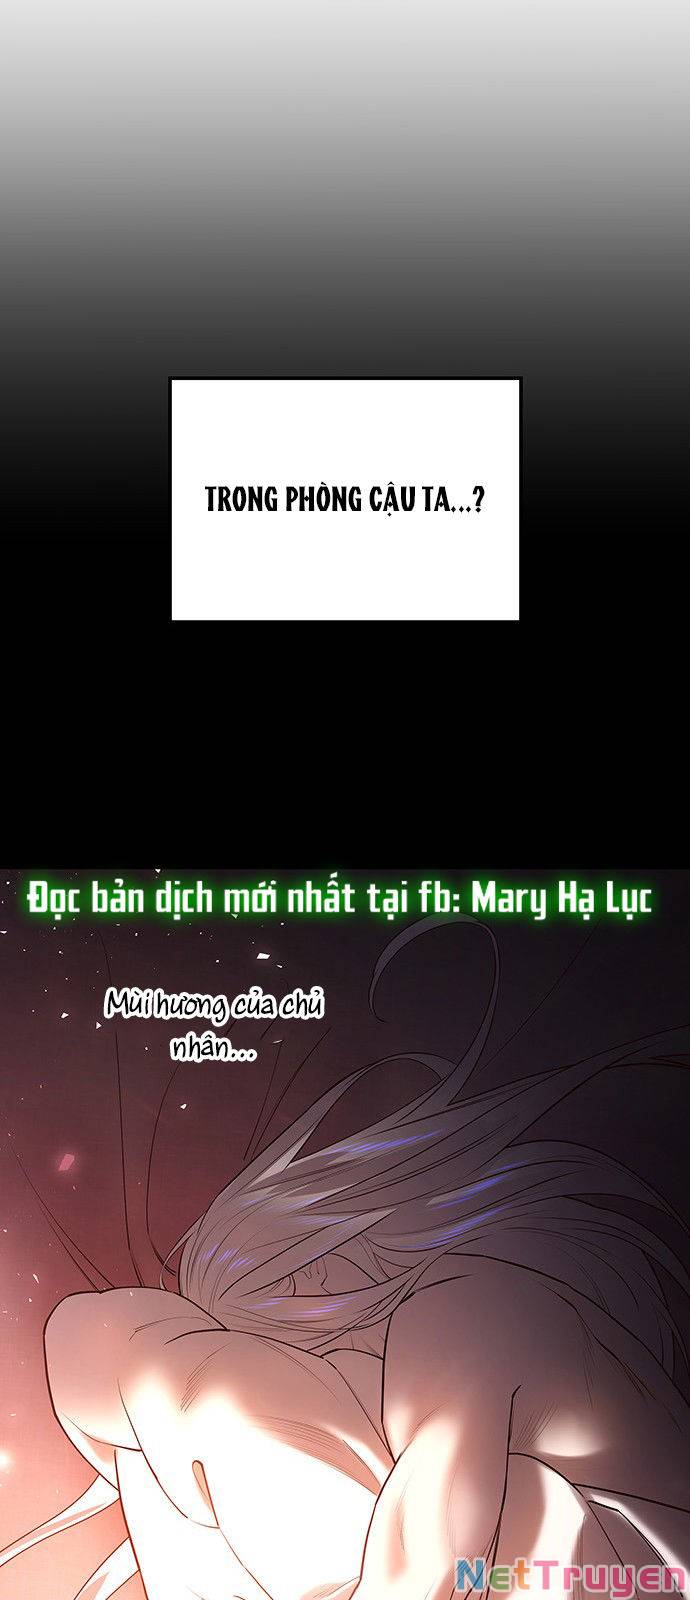 TRONG PHÒNG CẬU TA...?
Đọc bản dịch mới nhất tại fb: Mary Hạ Lục
Mùi hương của chủ
nhân...
NetTruyen